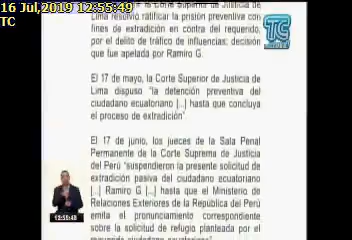 16 Jul,2019 12:55:49
TC
la Corte Superior de Justicia de
Lima resolvió ratificar la prisión preventiva con
fines de extradición en contra del requerido,
por el delito de tráfico de influencias; decisión
que fue apelada por Ramiro G.
TC
El 17 de mayo, la Corte Superior de Justicia de
Lima dispuso "la detención preventiva del
ciudadano ecuatoriano [...] hasta que concluya
el proceso de extradición".
El 17 de junio, los jueces de la Sala Penal
Permanente de la Corte Suprema de Justicia
del Perú "suspendieron la presente solicitud de
extradición pasiva del ciudadano ecuatoriano
[...] Ramiro G [...] hasta que el Ministerio de
Relaciones Exteriores de la República del Perú
emita el pronunciamiento correspondiente
sobre la solicitud de refugio planteada por el
12:55:48